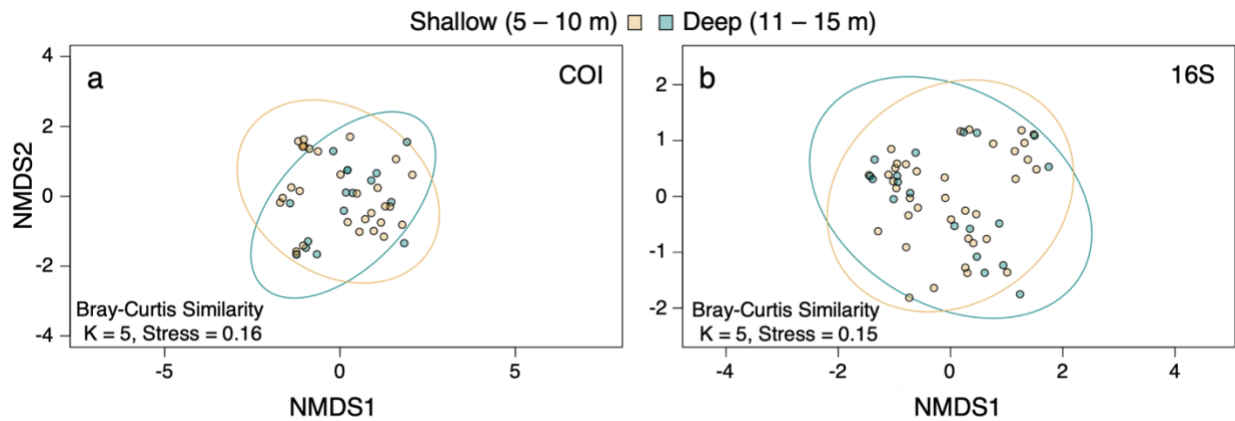 Shallow (5 – 10 m) Deep (11 – 15 m)
a
COI
NMDS2
4
2
0
-2
-4
Bray-Curtis Similarity
K = 5, Stress = 0.16
-5
0
5
NMDS1
b
16S
2
1
0
-1
-2
Bray-Curtis Similarity
K = 5, Stress = 0.15
-4
-2
0
2
4
NMDS1